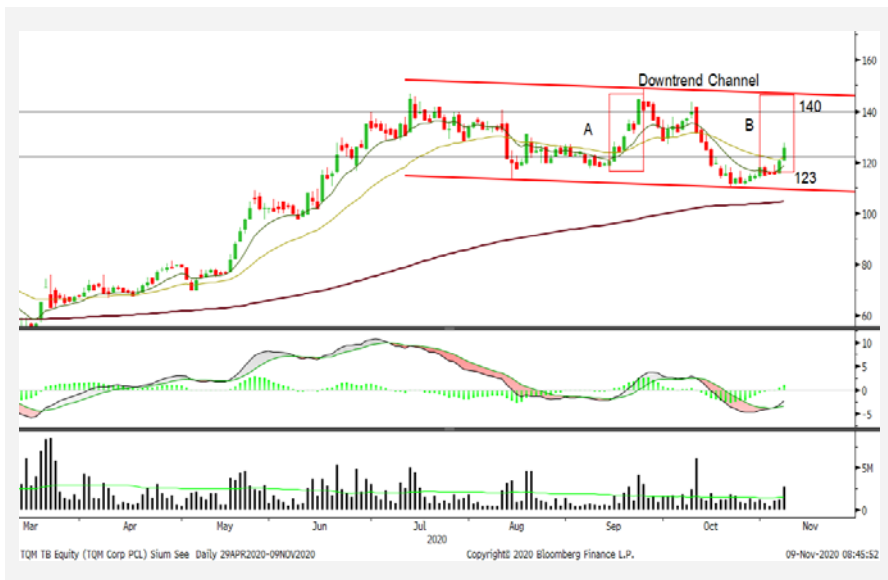 160
Downtrend Channel
140
140
A
B
120
123
100
80
60
10
5
0
-5
5M
0
Mar Apr May Jun Jul Aug Sep Oct Nov
2020
TQM TB Equity (TQM Corp PCL) Sium See Daily 29APR2020-09NOV2020 Copyright© 2020 Bloomberg Finance L.P. 09-Nov-2020 08:45:52